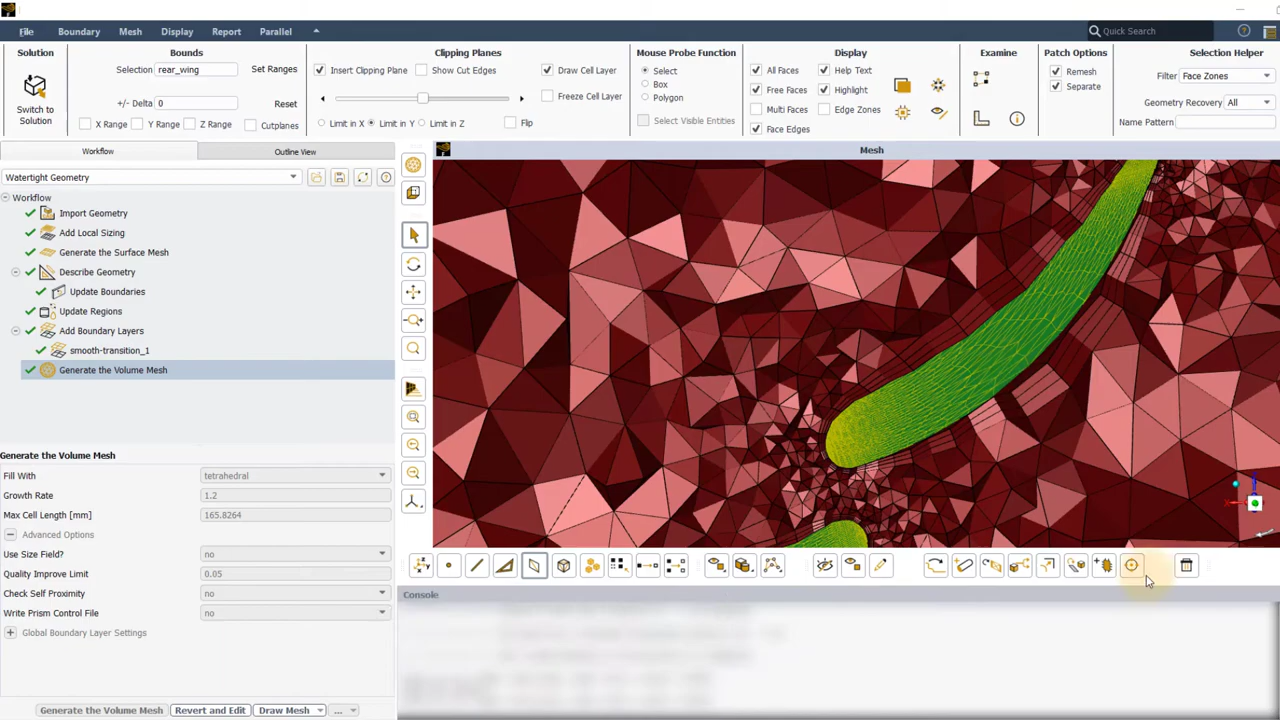 File Mesh Boundary Display Report Parallel Quick Search
Solution Bounds Clipping Planes Mouse Probe Function Display Examine Patch Options Selection Helper
Selection rear_wing Set Ranges Insert Clipping Plane Show Cut Edges Draw Cell Layer Select All Faces Help Text Remesh Filter Face Zones
Box Free Faces Highlight Separate
Switch to Solution +/- Delta 0 Reset Freeze Cell Layer Polygon Multi Faces Edge Zones Geometry Recovery: All
X Range Y Range Z Range Cutplanes Limit in X Limit in Y Limit in Z Flip Select Visible Entities Face Edges Name Pattern
Workflow Outline View Mesh
Watertight Geometry
Workflow
Import Geometry
Add Local Sizing
Generate the Surface Mesh
Describe Geometry
Update Boundaries
Update Regions
Add Boundary Layers
smooth-transition_1
Generate the Volume Mesh
Generate the Volume Mesh
Fill With tetrahedral
Growth Rate 1.2
Max Cell Length [mm] 165.8264
Advanced Options
Use Size Field? no
Quality Improve Limit 0.05
Check Self Proximity no
Write Prism Control File no
Global Boundary Layer Settings
Console
Generate the Volume Mesh Revert and Edit Draw Mesh ...